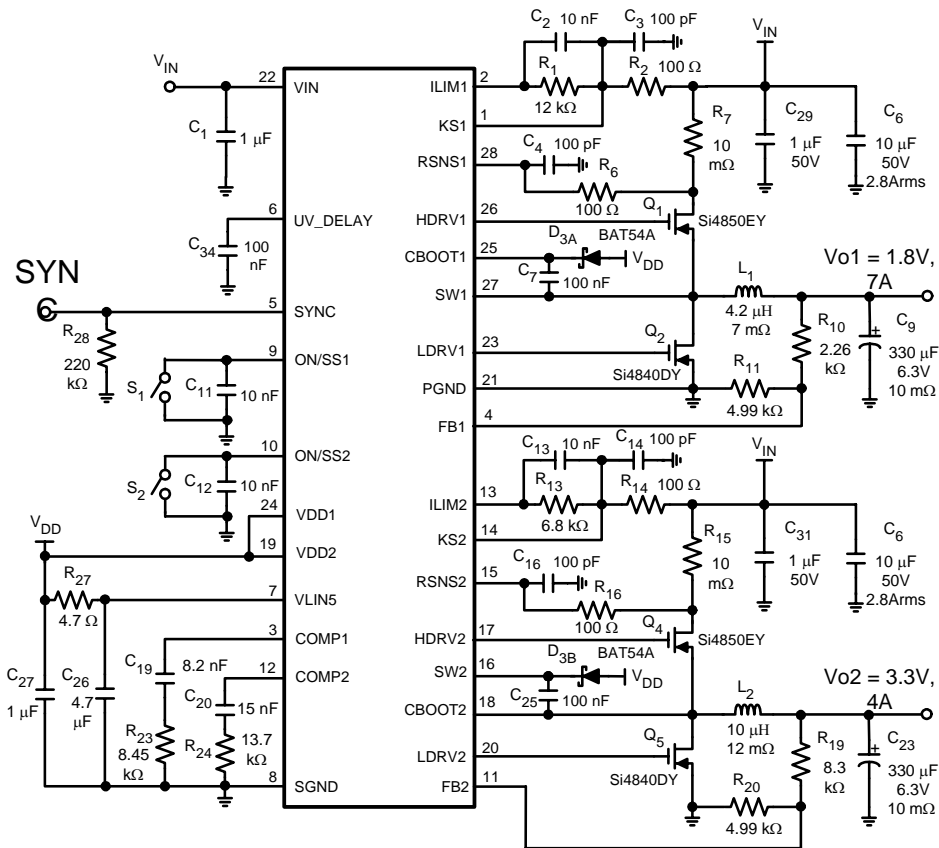 C2 10 nF C3 100 pF
VIN
VIN
22 VIN
C1
1 μF
ILIM1 2
R1
12 kΩ
R2
100 Ω
KS1 1
R7
10
mΩ
C29
1 μF
50V
C6
10 μF
50V
2.8Arms
RSNS1 28
C4 100 pF
R6
100 Ω
6 UV_DELAY
C34 100
nF
HDRV1 26
Q1
Si4850EY
CBOOT1 25
D3A BAT54A
VDD
C7 100 nF
SYN
C
5 SYNC
R28
220
kΩ
SW1 27
L1
4.2 μH
7 mΩ
Vo1 = 1.8V,
7A
9 ON/SS1
S1
C11 10 nF
LDRV1 23
Q2
Si4840DY
R10
2.26
kΩ
C9
+
330 μF
6.3V
10 mΩ
PGND 21
R11
4.99 kΩ
FB1 4
10 ON/SS2
S2
C12 10 nF
C13 10 nF C14 100 pF
VIN
ILIM2 13
R13
6.8 kΩ
R14
100 Ω
24 VDD1
VDD
19 VDD2
KS2 14
R15
10
mΩ
C31
1 μF
50V
C6
10 μF
50V
2.8Arms
RSNS2 15
C16 100 pF
R16
100 Ω
R27
4.7 Ω
7 VLIN5
3 COMP1
C19 8.2 nF
HDRV2 17
Q4
Si4850EY
12 COMP2
C27
1 μF
C26
4.7
μF
C20 15 nF
SW2 16
D3B BAT54A
VDD
C25 100 nF
CBOOT2 18
L2
10 μH
12 mΩ
Vo2 = 3.3V,
4A
R23
8.45
kΩ
R24
13.7
kΩ
LDRV2 20
Q5
Si4840DY
R19
8.3
kΩ
C23
+
330 μF
6.3V
10 mΩ
8 SGND
FB2 11
R20
4.99 kΩ